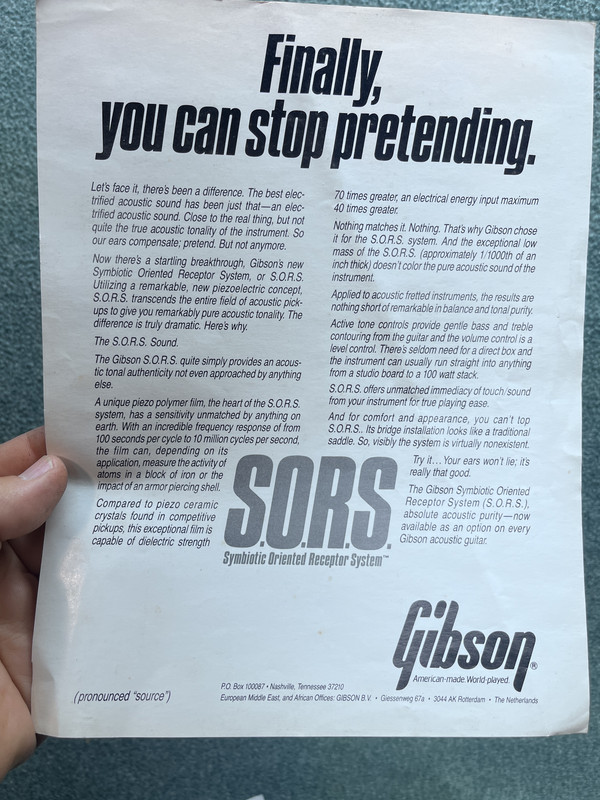 Finally,
you can stop pretending.
Let's face it, there's been a difference. The best elec-
trified acoustic sound has been just that—an elec-
trified acoustic sound. Close to the real thing, but not
quite the true acoustic tonality of the instrument. So
our ears compensate; pretend. But not anymore.
Now there's a startling breakthrough, Gibson's new
Symbiotic Oriented Receptor System, or S.O.R.S.
Utilizing a remarkable, new piezoelectric concept,
S.O.R.S. transcends the entire field of acoustic pick-
ups to give you remarkably pure acoustic tonality. The
difference is truly dramatic. Here's why.
The S.O.R.S. Sound.
The Gibson S.O.R.S. quite simply provides an acous-
tic tonal authenticity not even approached by anything
else.
A unique piezo polymer film, the heart of the S.O.R.S.
system, has a sensitivity unmatched by anything on
earth. With an incredible frequency response of from
100 seconds per cycle to 10 million cycles per second,
the film can, depending on its
application, measure the activity of
atoms in a block of iron or the
impact of an armor piercing shell.
Compared to piezo ceramic
crystals found in competitive
pickups, this exceptional film is
capable of dielectric strength
70 times greater, an electrical energy input maximum
40 times greater.
Nothing matches it. Nothing. That's why Gibson chose
it for the S.O.R.S. system. And the exceptional low
mass of the S.O.R.S. (approximately 1/1000th of an
inch thick) doesn't color the pure acoustic sound of the
instrument.
Applied to acoustic fretted instruments, the results are
nothing short of remarkable in balance and tonal purity.
Active tone controls provide gentle bass and treble
contouring from the guitar and the volume control is a
level control. There's seldom need for a direct box and
the instrument can usually run straight into anything
from a studio board to a 100 watt stack.
S.O.R.S. offers unmatched immediacy of touch/sound
from your instrument for true playing ease.
And for comfort and appearance, you can't top
S.O.R.S.. Its bridge installation looks like a traditional
saddle. So, visibly the system is virtually nonexistent.
Try it... Your ears won't lie; it's
really that good.
The Gibson Symbiotic Oriented
Receptor System (S.O.R.S.),
absolute acoustic purity—now
available as an option on every
Gibson acoustic guitar.
S.O.R.S.
Symbiotic Oriented Receptor System™
Gibson®
American-made. World-played.
(pronounced "source")
P.O. Box 100087 • Nashville, Tennessee 37210
European Middle East, and African Offices: GIBSON B.V. • Giessenweg 67a • 3044 AK Rotterdam • The Netherlands